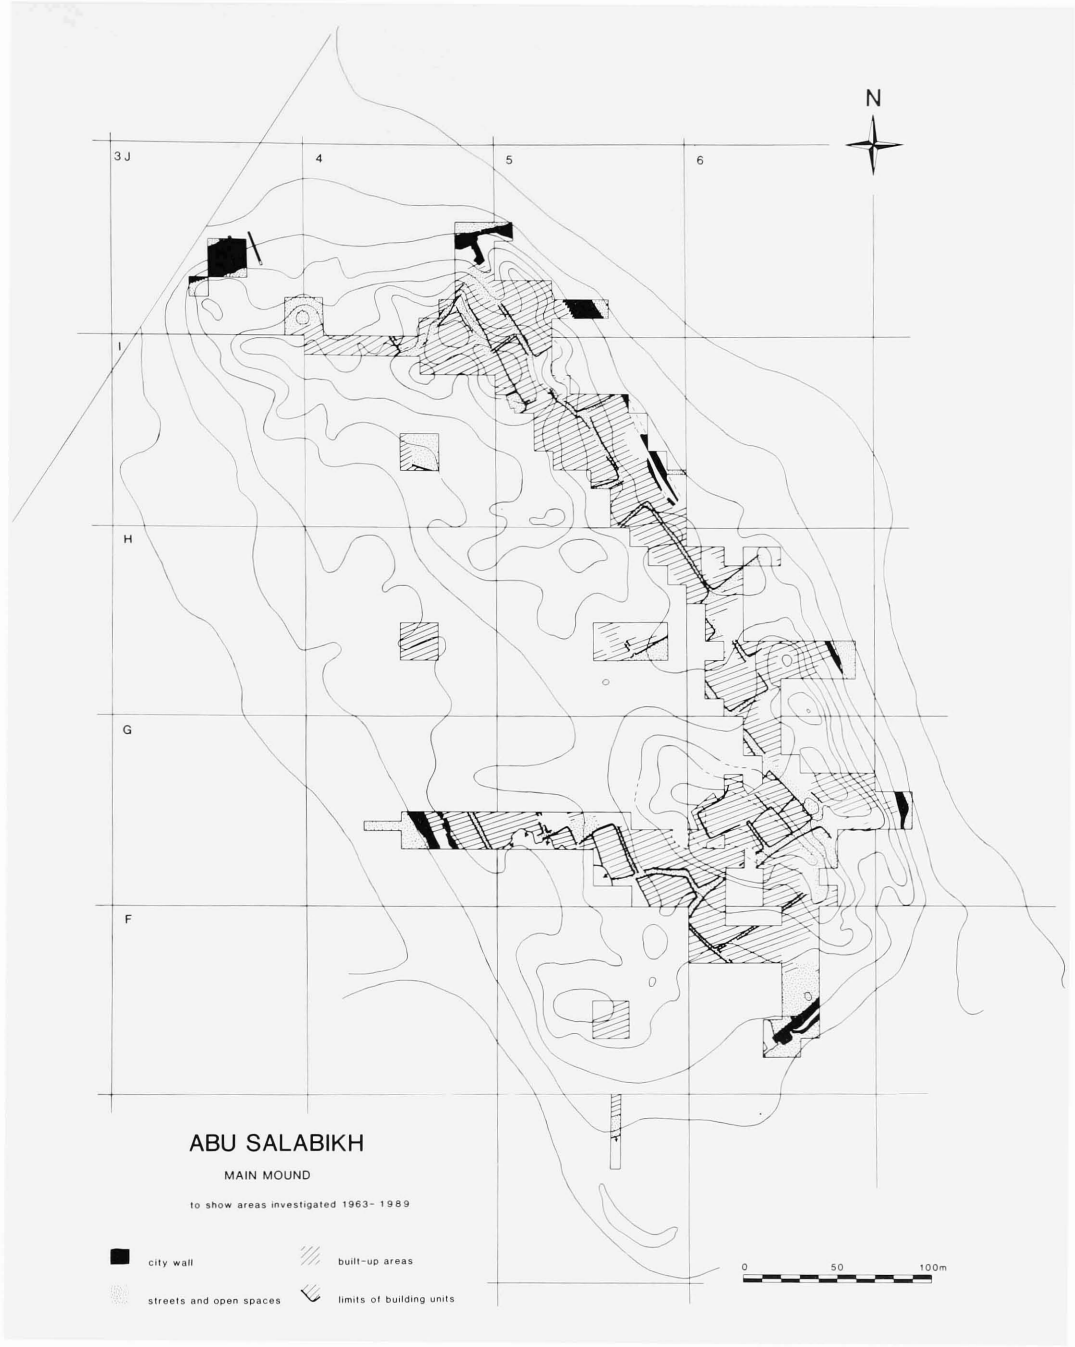 N
3 J
4
5
6
I
H
G
F
ABU SALABIKH
MAIN MOUND
to show areas investigated 1963- 1989
city wall
built-up areas
streets and open spaces
limits of building units
0 50 100m